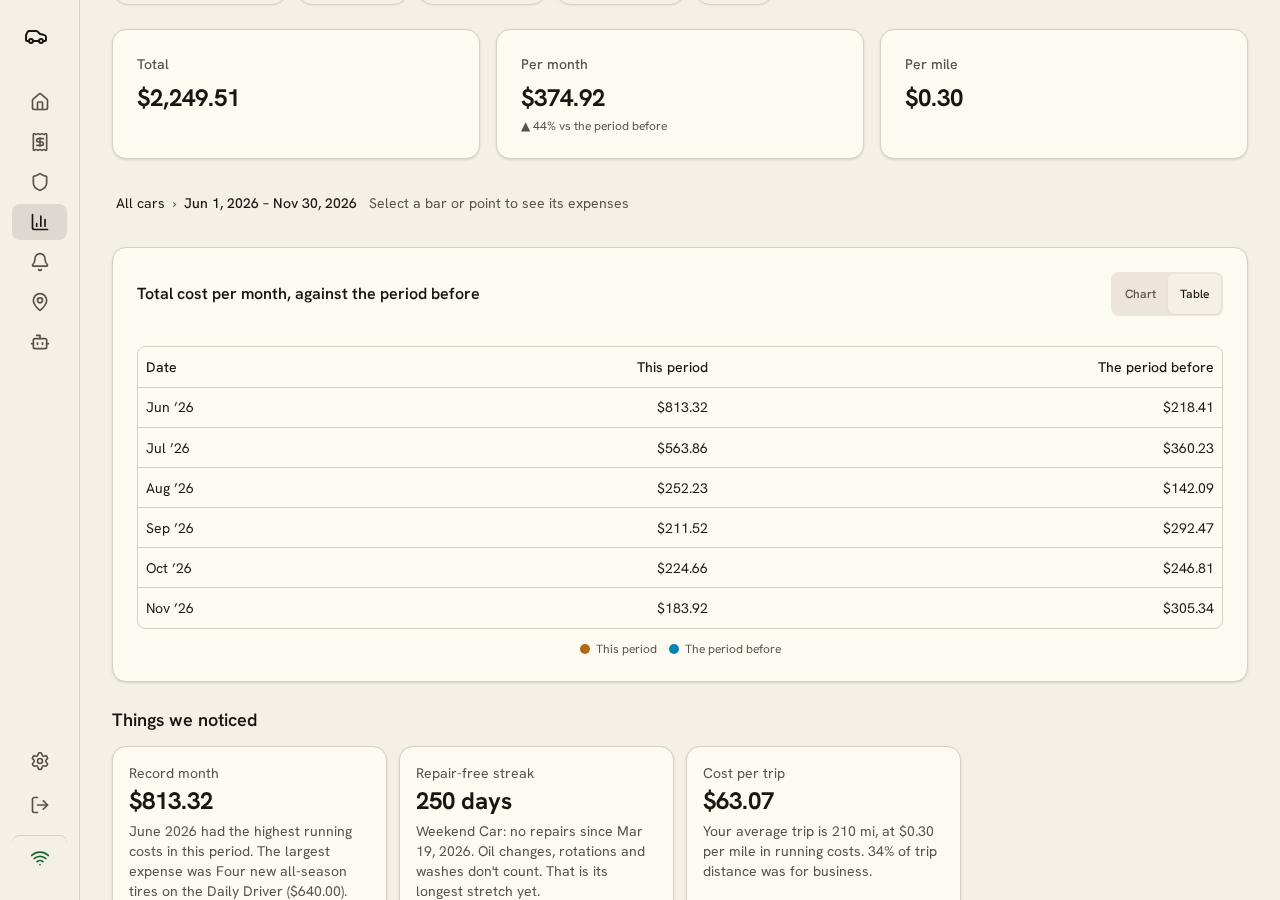 Total
$2,249.51
Per month
$374.92
▲ 44% vs the period before
Per mile
$0.30
All cars › Jun 1, 2026 – Nov 30, 2026 Select a bar or point to see its expenses
Total cost per month, against the period before
Chart Table
Date This period The period before
Jun ’26 $813.32 $218.41
Jul ’26 $563.86 $360.23
Aug ’26 $252.23 $142.09
Sep ’26 $211.52 $292.47
Oct ’26 $224.66 $246.81
Nov ’26 $183.92 $305.34
This period The period before
Things we noticed
Record month
$813.32
June 2026 had the highest running
costs in this period. The largest
expense was Four new all-season
tires on the Daily Driver ($640.00).
Repair-free streak
250 days
Weekend Car: no repairs since Mar
19, 2026. Oil changes, rotations and
washes don't count. That is its
longest stretch yet.
Cost per trip
$63.07
Your average trip is 210 mi, at $0.30
per mile in running costs. 34% of trip
distance was for business.